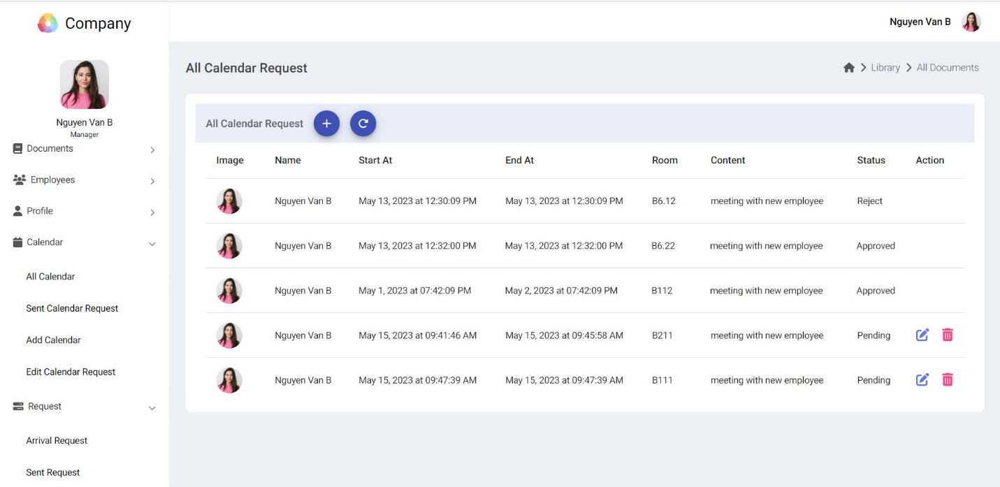 Company
Nguyen Van B
Nguyen Van B
Manager
Documents
Employees
Profile
Calendar
All Calendar
Sent Calendar Request
Add Calendar
Edit Calendar Request
Request
Arrival Request
Sent Request
All Calendar Request
Library All Documents
All Calendar Request
Image Name Start At End At Room Content Status Action
Nguyen Van B May 13, 2023 at 12:30:09 PM May 13, 2023 at 12:30:09 PM B6.12 meeting with new employee Reject
Nguyen Van B May 13, 2023 at 12:32:00 PM May 13, 2023 at 12:32:00 PM B6.22 meeting with new employee Approved
Nguyen Van B May 1, 2023 at 07:42:09 PM May 2, 2023 at 07:42:09 PM B112 meeting with new employee Approved
Nguyen Van B May 15, 2023 at 09:41:46 AM May 15, 2023 at 09:45:58 AM B211 meeting with new employee Pending
Nguyen Van B May 15, 2023 at 09:47:39 AM May 15, 2023 at 09:47:39 AM B111 meeting with new employee Pending